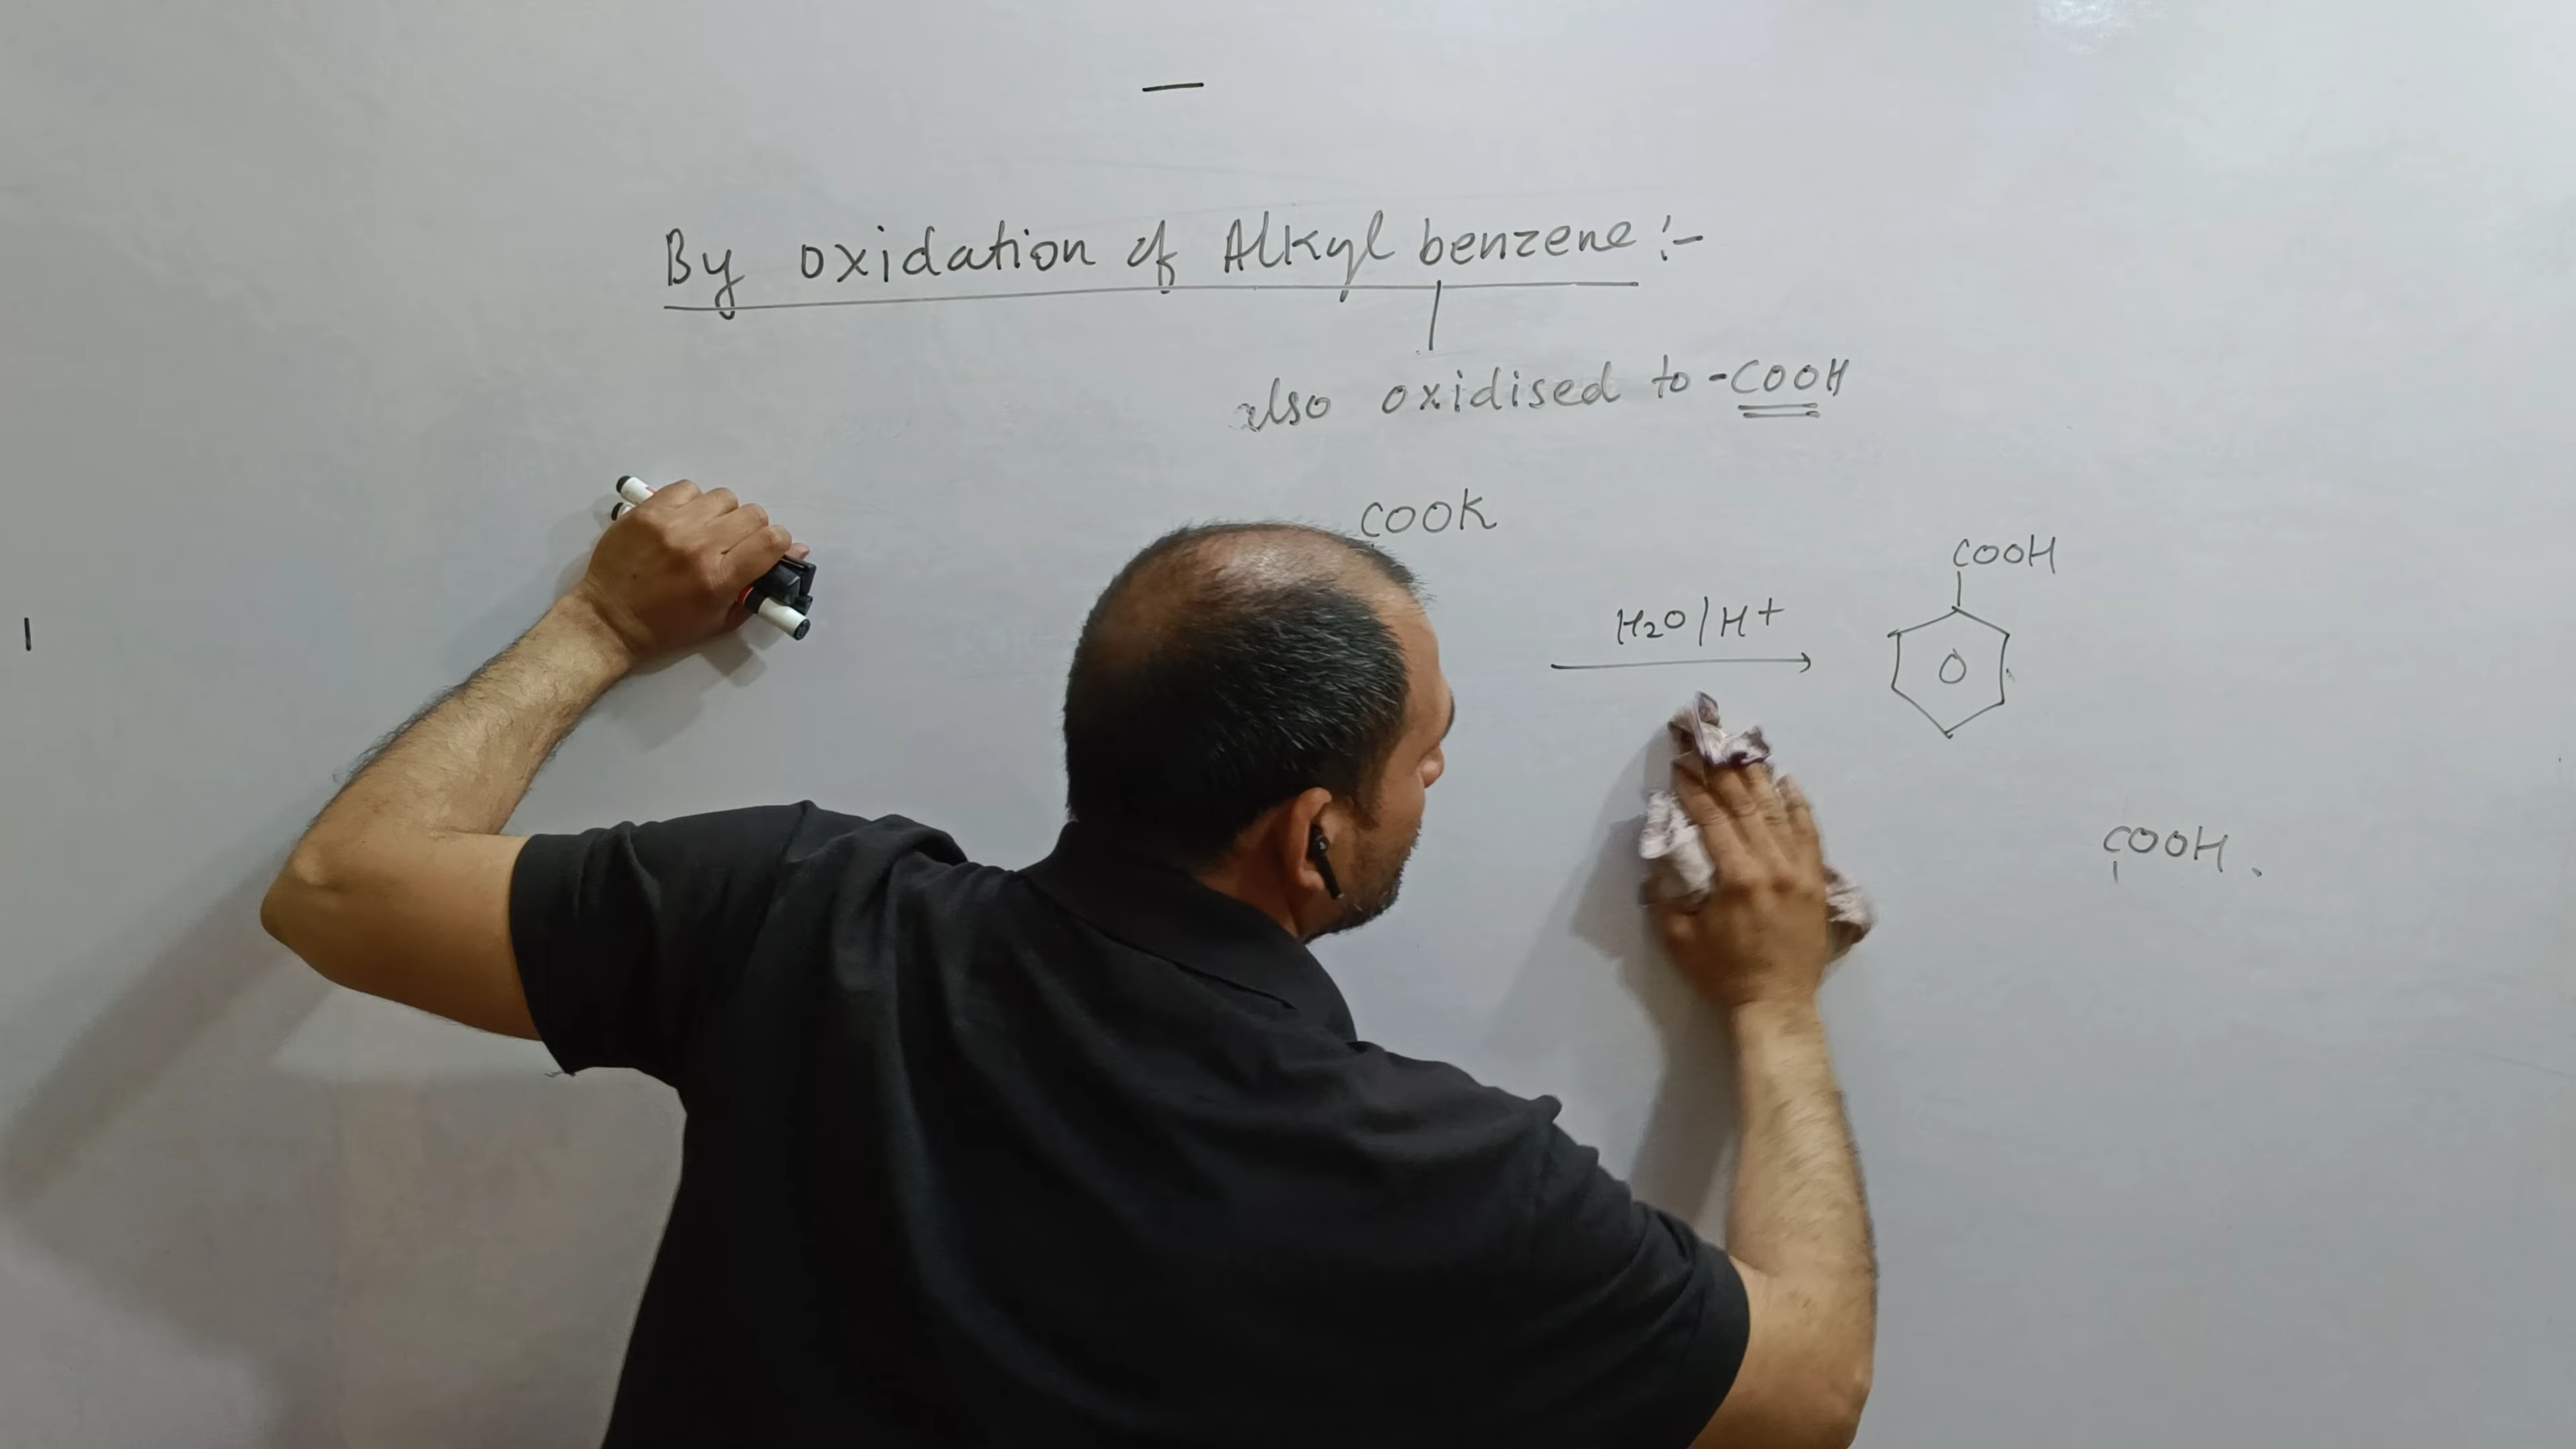 By oxidation of Alkyl benzene :-
also oxidised to -COOH
COOK
H2O/H+
COOH
COOH.